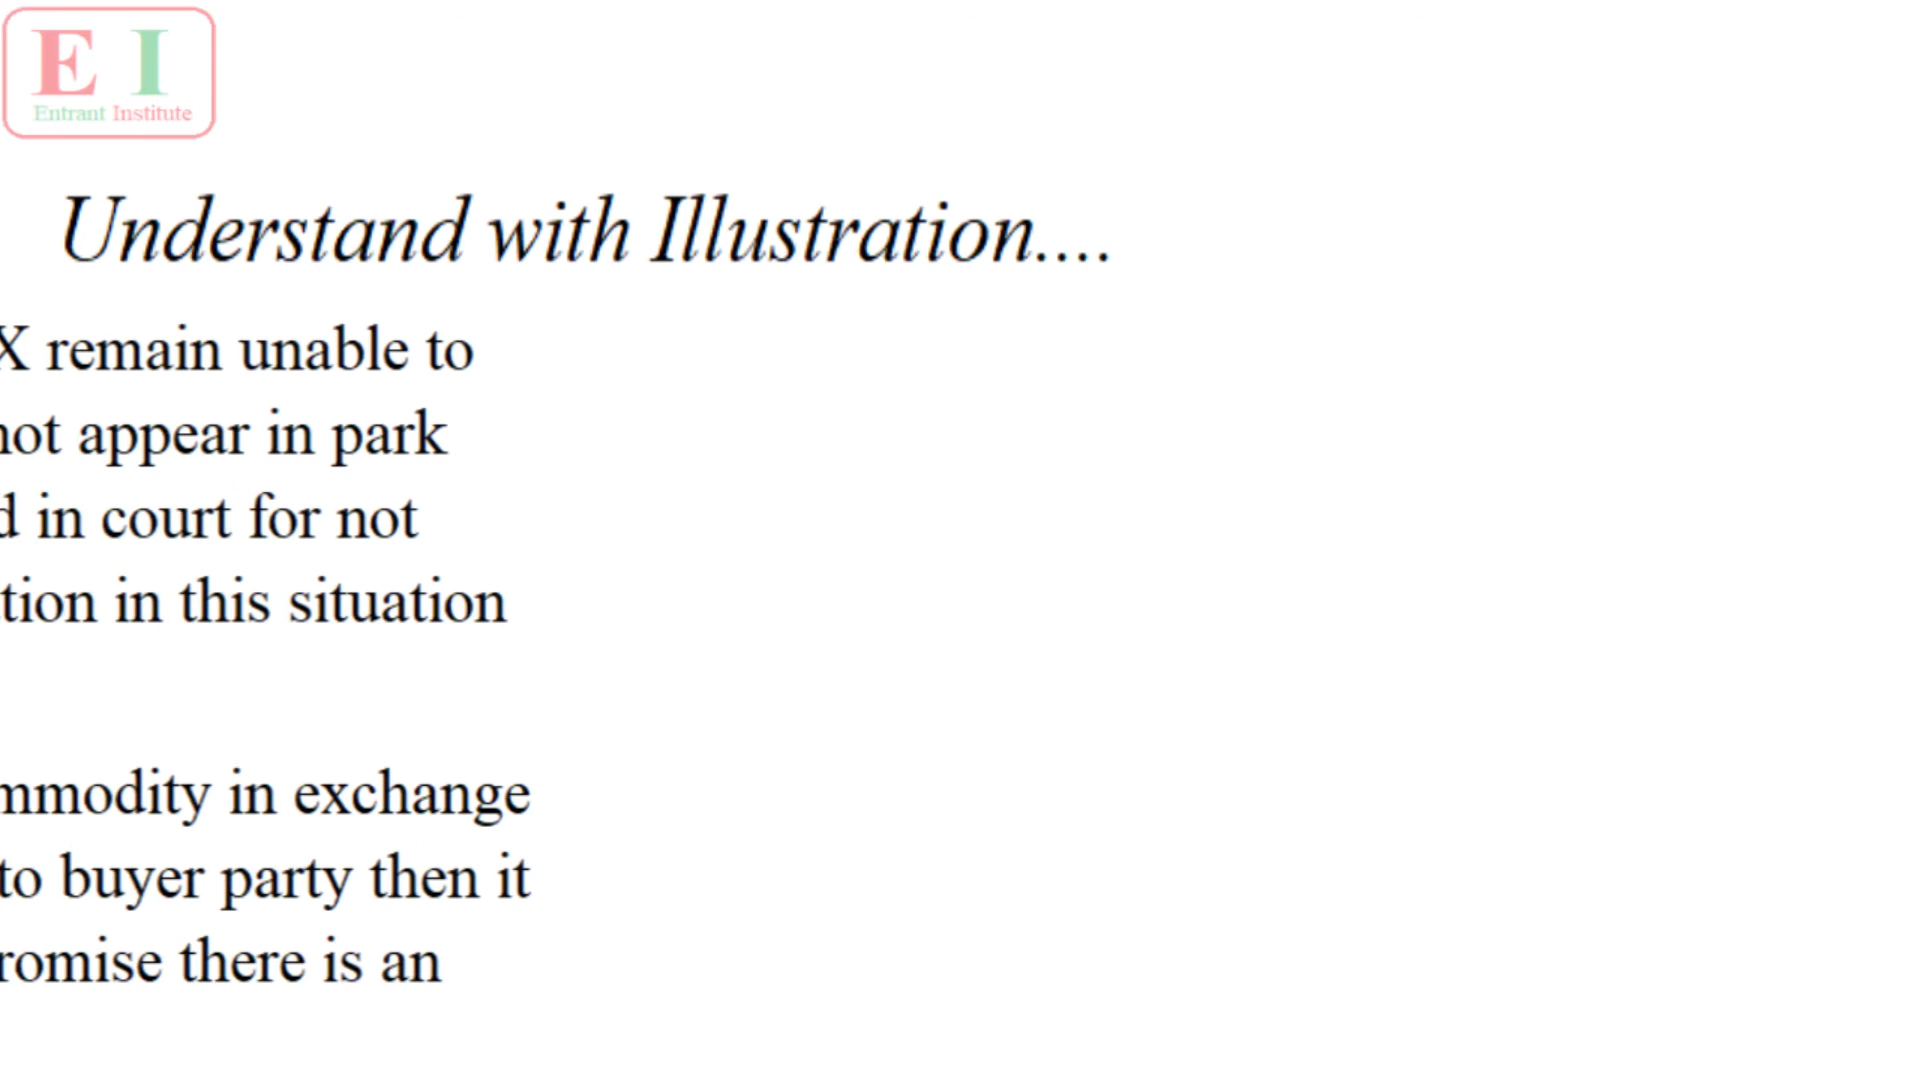 E I
Entrant Institute
Understand with Illustration....
X remain unable to
not appear in park
d in court for not
tion in this situation
mmodity in exchange
to buyer party then it
romise there is an